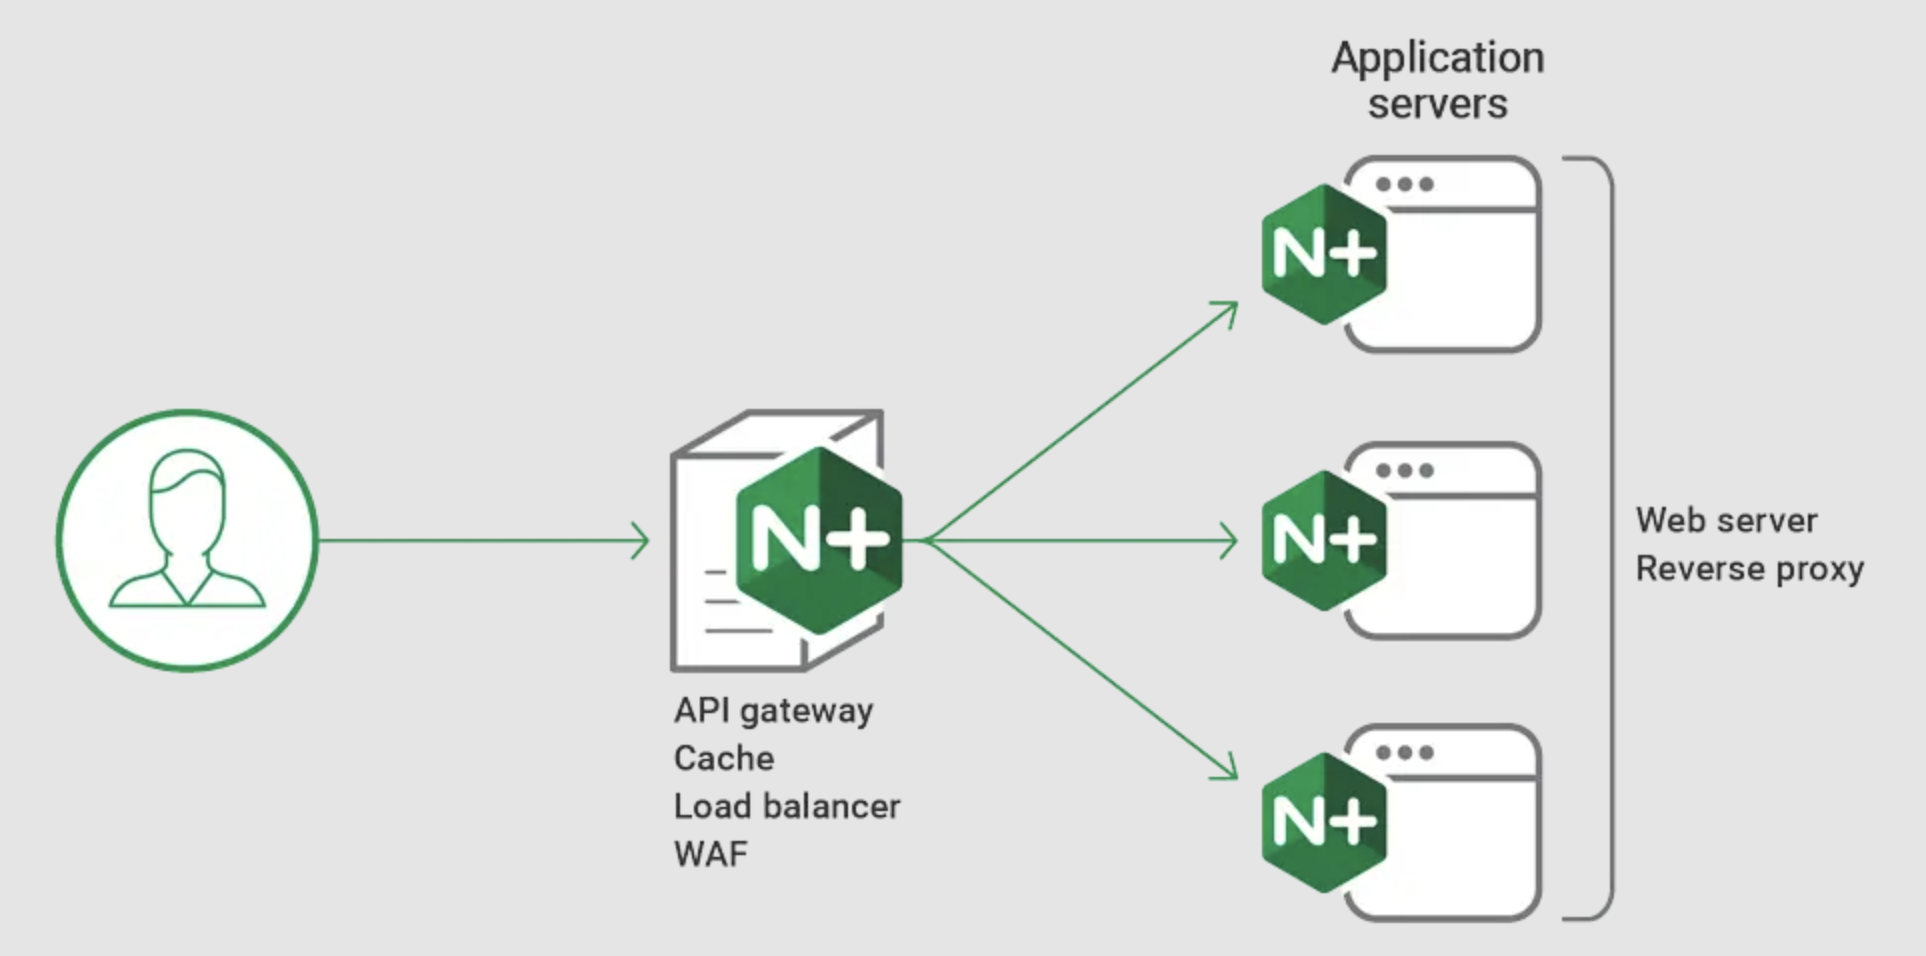 Application
servers
N+
N+
N+
N+
Web server
Reverse proxy
API gateway
Cache
Load balancer
WAF